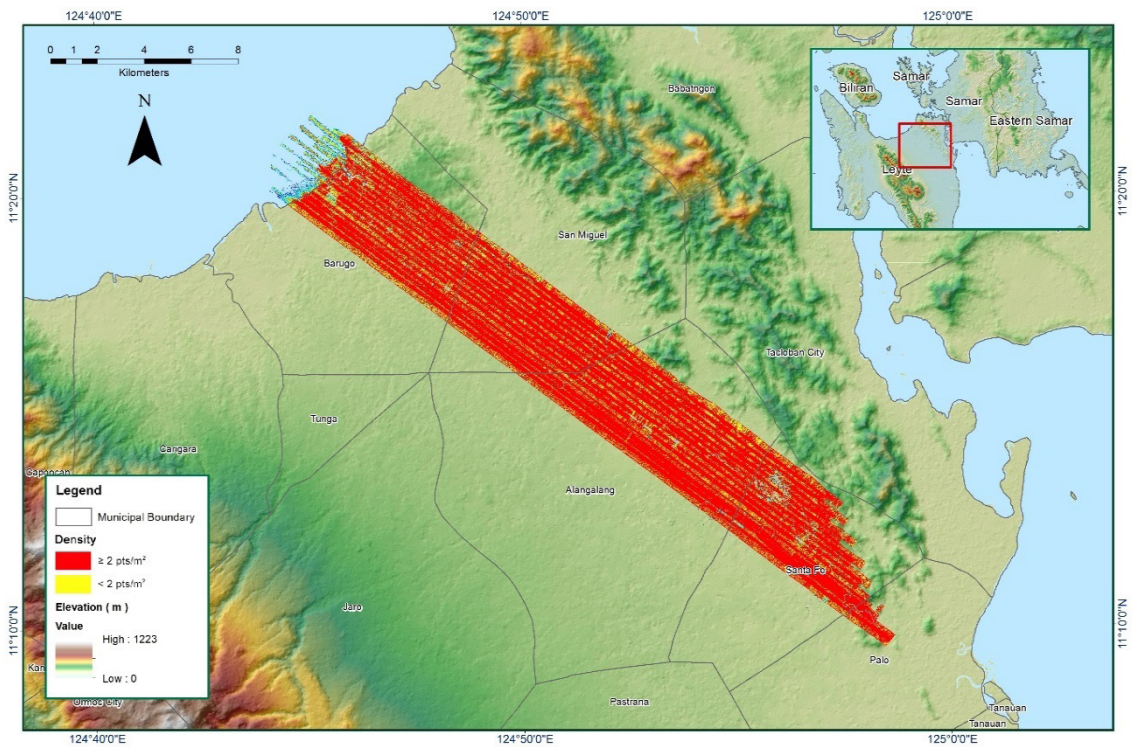 124°40'0"E
124°50'0"E
125°0'0"E
0 1 2 4 6 8
Kilometers
N
Babatngon
Samar
Biliran
Samar
Eastern Samar
Leyte
11°20'0"N
11°20'0"N
San Miguel
Barugo
Tacloban City
Tunga
Carigara
Capoocan
Alangalang
Legend
Municipal Boundary
Density
≥ 2 pts/m²
< 2 pts/m²
Elevation ( m )
Value
High : 1223
Low : 0
Santa Fe
Jaro
11°10'0"N
11°10'0"N
Palo
Kan
Ormoc City
Pastrana
Tanauan
Tanauan
124°40'0"E
124°50'0"E
125°0'0"E